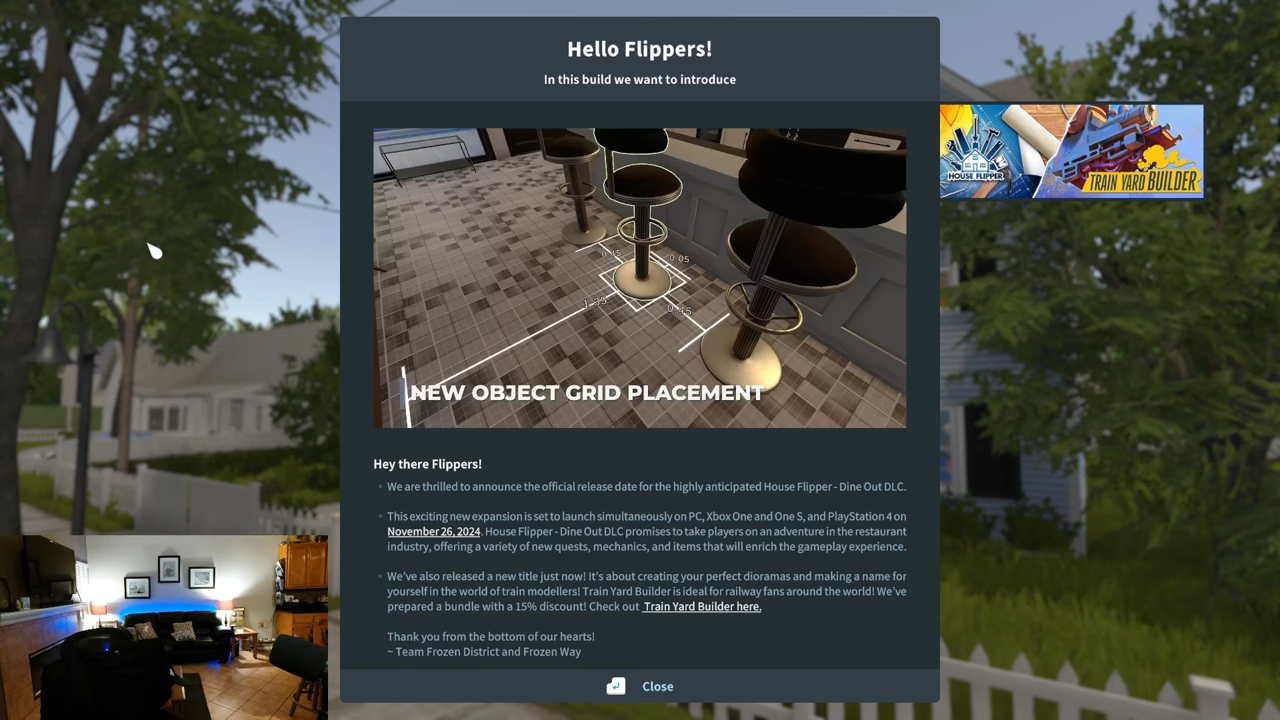 Hello Flippers!
In this build we want to introduce
HOUSE FLIPPER
TRAIN YARD BUILDER
0.15
0.05
1.35
0.45
NEW OBJECT GRID PLACEMENT
Hey there Flippers!
We are thrilled to announce the official release date for the highly anticipated House Flipper - Dine Out DLC.
This exciting new expansion is set to launch simultaneously on PC, Xbox One and One S, and PlayStation 4 on
November 26, 2024. House Flipper - Dine Out DLC promises to take players on an adventure in the restaurant
industry, offering a variety of new quests, mechanics, and items that will enrich the gameplay experience.
We've also released a new title just now! It's about creating your perfect dioramas and making a name for
yourself in the world of train modellers! Train Yard Builder is ideal for railway fans around the world! We've
prepared a bundle with a 15% discount! Check out Train Yard Builder here.
Thank you from the bottom of our hearts!
~ Team Frozen District and Frozen Way
Close